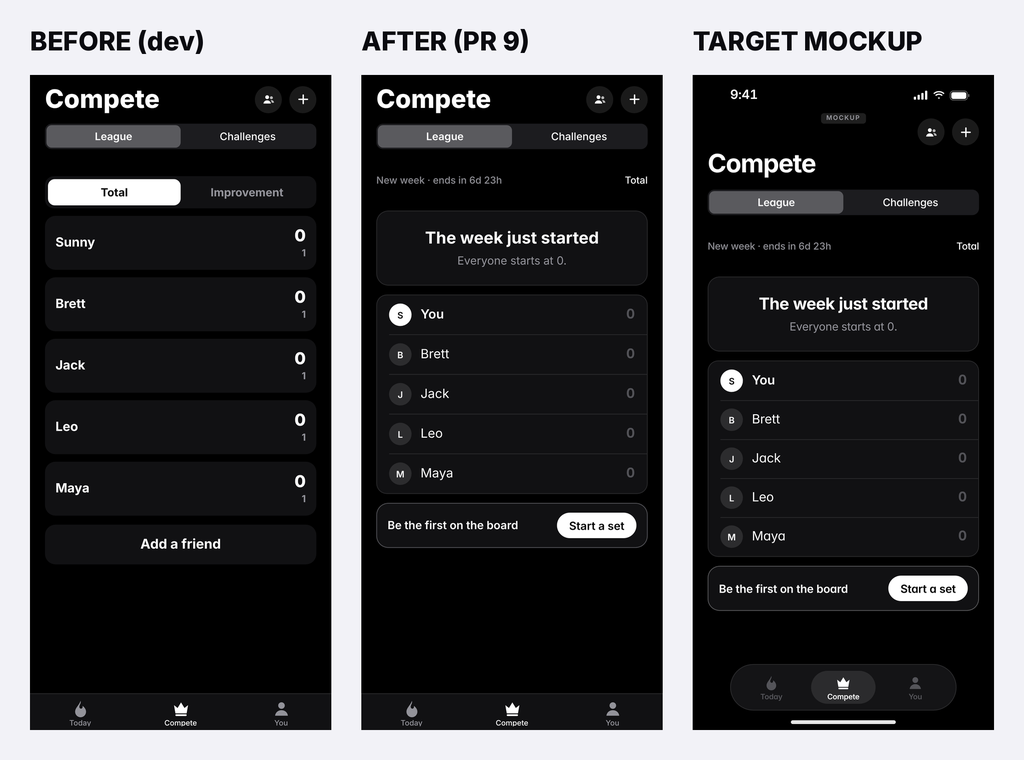 BEFORE (dev)
Compete
League Challenges
Total Improvement
Sunny 0
1
Brett 0
1
Jack 0
1
Leo 0
1
Maya 0
1
Add a friend
Today Compete You
AFTER (PR 9)
Compete
League Challenges
New week · ends in 6d 23h Total
The week just started
Everyone starts at 0.
S You 0
B Brett 0
J Jack 0
L Leo 0
M Maya 0
Be the first on the board Start a set
Today Compete You
TARGET MOCKUP
9:41
MOCKUP
Compete
League Challenges
New week · ends in 6d 23h Total
The week just started
Everyone starts at 0.
S You 0
B Brett 0
J Jack 0
L Leo 0
M Maya 0
Be the first on the board Start a set
Today Compete You